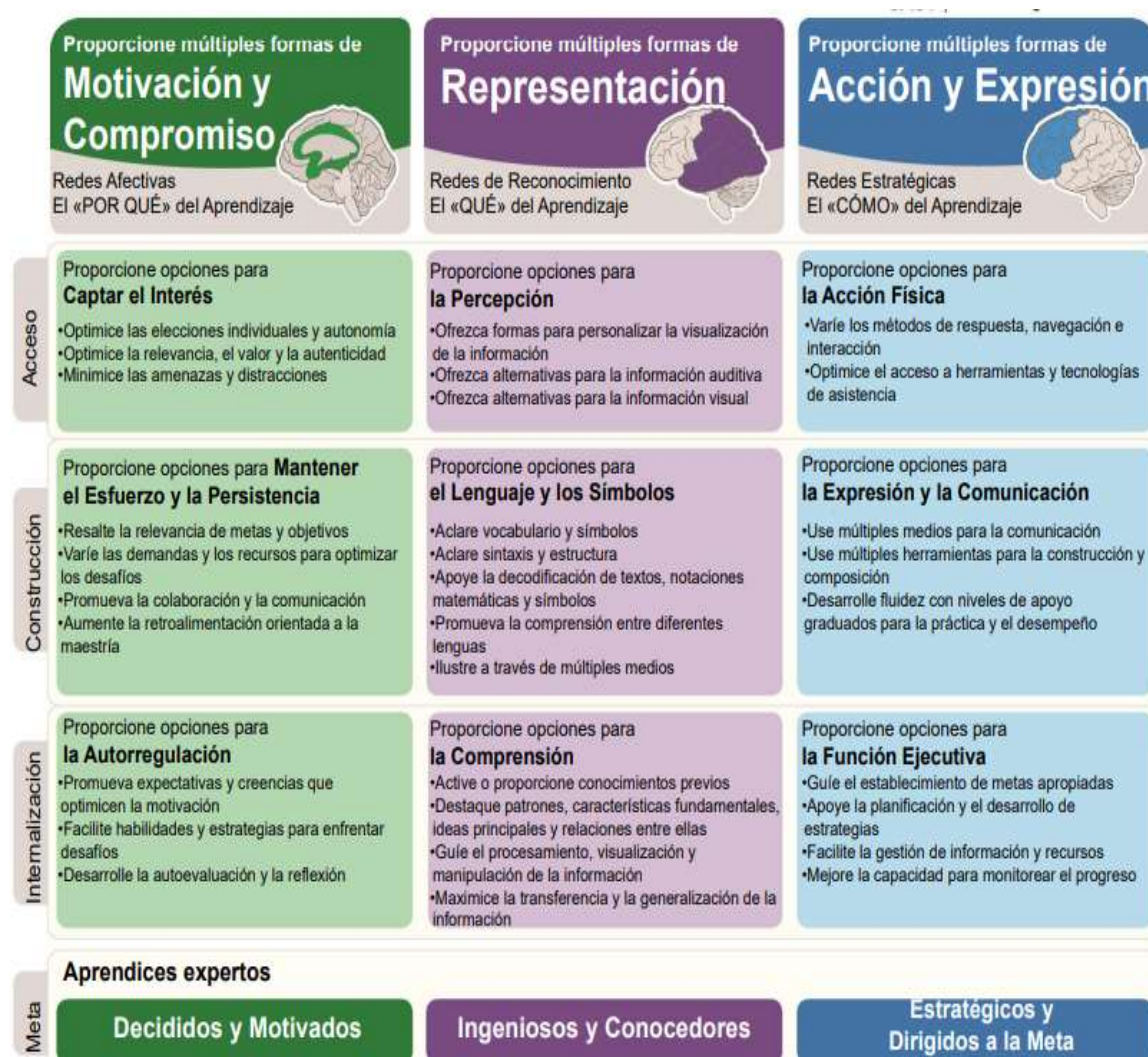 Proporcione múltiples formas de
Motivación y
Compromiso
Redes Afectivas
El «POR QUÉ» del Aprendizaje
Proporcione múltiples formas de
Representación
Redes de Reconocimiento
El «QUÉ» del Aprendizaje
Proporcione múltiples formas de
Acción y Expresión
Redes Estratégicas
El «CÓMO» del Aprendizaje
Acceso
Proporcione opciones para
Captar el Interés
•Optimice las elecciones individuales y autonomía
•Optimice la relevancia, el valor y la autenticidad
•Minimice las amenazas y distracciones
Proporcione opciones para
la Percepción
•Ofrezca formas para personalizar la visualización
de la información
•Ofrezca alternativas para la información auditiva
•Ofrezca alternativas para la información visual
Proporcione opciones para
la Acción Física
•Varíe los métodos de respuesta, navegación e
interacción
•Optimice el acceso a herramientas y tecnologías
de asistencia
Construcción
Proporcione opciones para Mantener
el Esfuerzo y la Persistencia
•Resalte la relevancia de metas y objetivos
•Varíe las demandas y los recursos para optimizar
los desafíos
•Promueva la colaboración y la comunicación
•Aumente la retroalimentación orientada a la
maestría
Proporcione opciones para
el Lenguaje y los Símbolos
•Aclare vocabulario y símbolos
•Aclare sintaxis y estructura
•Apoye la decodificación de textos, notaciones
matemáticas y símbolos
•Promueva la comprensión entre diferentes
lenguas
•Ilustre a través de múltiples medios
Proporcione opciones para
la Expresión y la Comunicación
•Use múltiples medios para la comunicación
•Use múltiples herramientas para la construcción y
composición
•Desarrolle fluidez con niveles de apoyo
graduados para la práctica y el desempeño
Internalización
Proporcione opciones para
la Autorregulación
•Promueva expectativas y creencias que
optimicen la motivación
•Facilite habilidades y estrategias para enfrentar
desafíos
•Desarrolle la autoevaluación y la reflexión
Proporcione opciones para
la Comprensión
•Active o proporcione conocimientos previos
•Destaque patrones, características fundamentales,
ideas principales y relaciones entre ellas
•Guíe el procesamiento, visualización y
manipulación de la información
•Maximice la transferencia y la generalización de la
información
Proporcione opciones para
la Función Ejecutiva
•Guíe el establecimiento de metas apropiadas
•Apoye la planificación y el desarrollo de
estrategias
•Facilite la gestión de información y recursos
•Mejore la capacidad para monitorear el progreso
Meta
Aprendices expertos
Decididos y Motivados
Ingeniosos y Conocedores
Estratégicos y
Dirigidos a la Meta